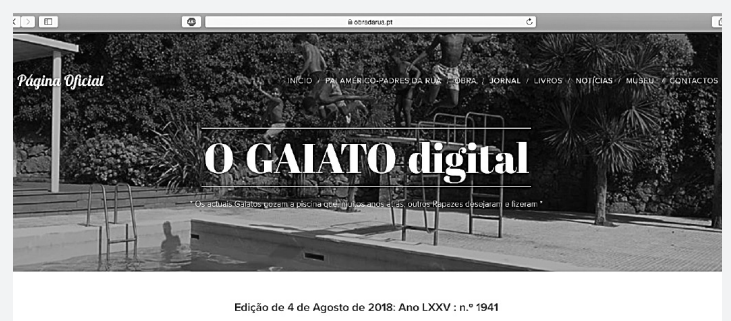 obradarua.pt
Página Oficial
INÍCIO / PAI AMÉRICO-PADRES DA RUA / OBRA / JORNAL / LIVROS / NOTÍCIAS / MUSEU / CONTACTOS
O GAIATO digital
" Os actuais Gaiatos gozam a piscina que, muitos anos atrás, outros Rapazes desejaram e fizeram "
Edição de 4 de Agosto de 2018: Ano LXXV : n.º 1941